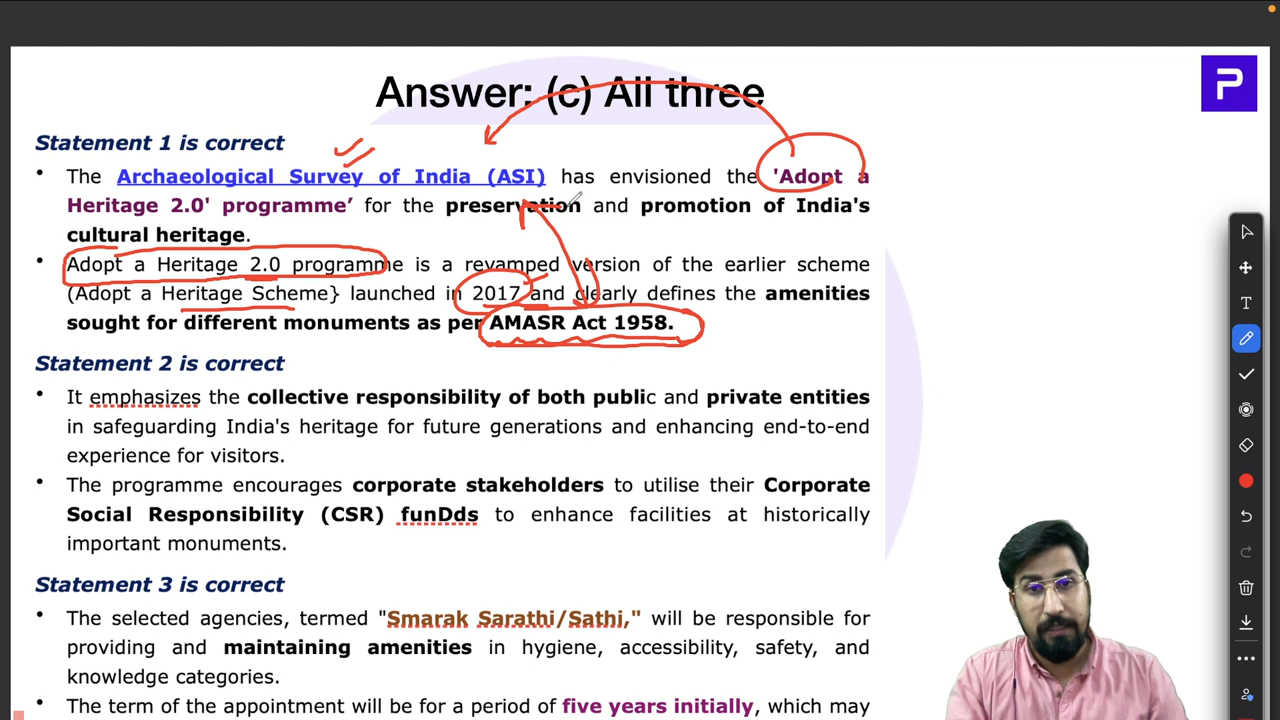 Answer: (c) All three
P
Statement 1 is correct
• The Archaeological Survey of India (ASI) has envisioned the 'Adopt a
Heritage 2.0' programme’ for the preservation and promotion of India's
cultural heritage.
• Adopt a Heritage 2.0 programme is a revamped version of the earlier scheme
(Adopt a Heritage Scheme} launched in 2017 and clearly defines the amenities
sought for different monuments as per AMASR Act 1958.
Statement 2 is correct
• It emphasizes the collective responsibility of both public and private entities
in safeguarding India's heritage for future generations and enhancing end-to-end
experience for visitors.
• The programme encourages corporate stakeholders to utilise their Corporate
Social Responsibility (CSR) funDds to enhance facilities at historically
important monuments.
Statement 3 is correct
• The selected agencies, termed "Smarak Sarathi/Sathi," will be responsible for
providing and maintaining amenities in hygiene, accessibility, safety, and
knowledge categories.
• The term of the appointment will be for a period of five years initially, which may
T